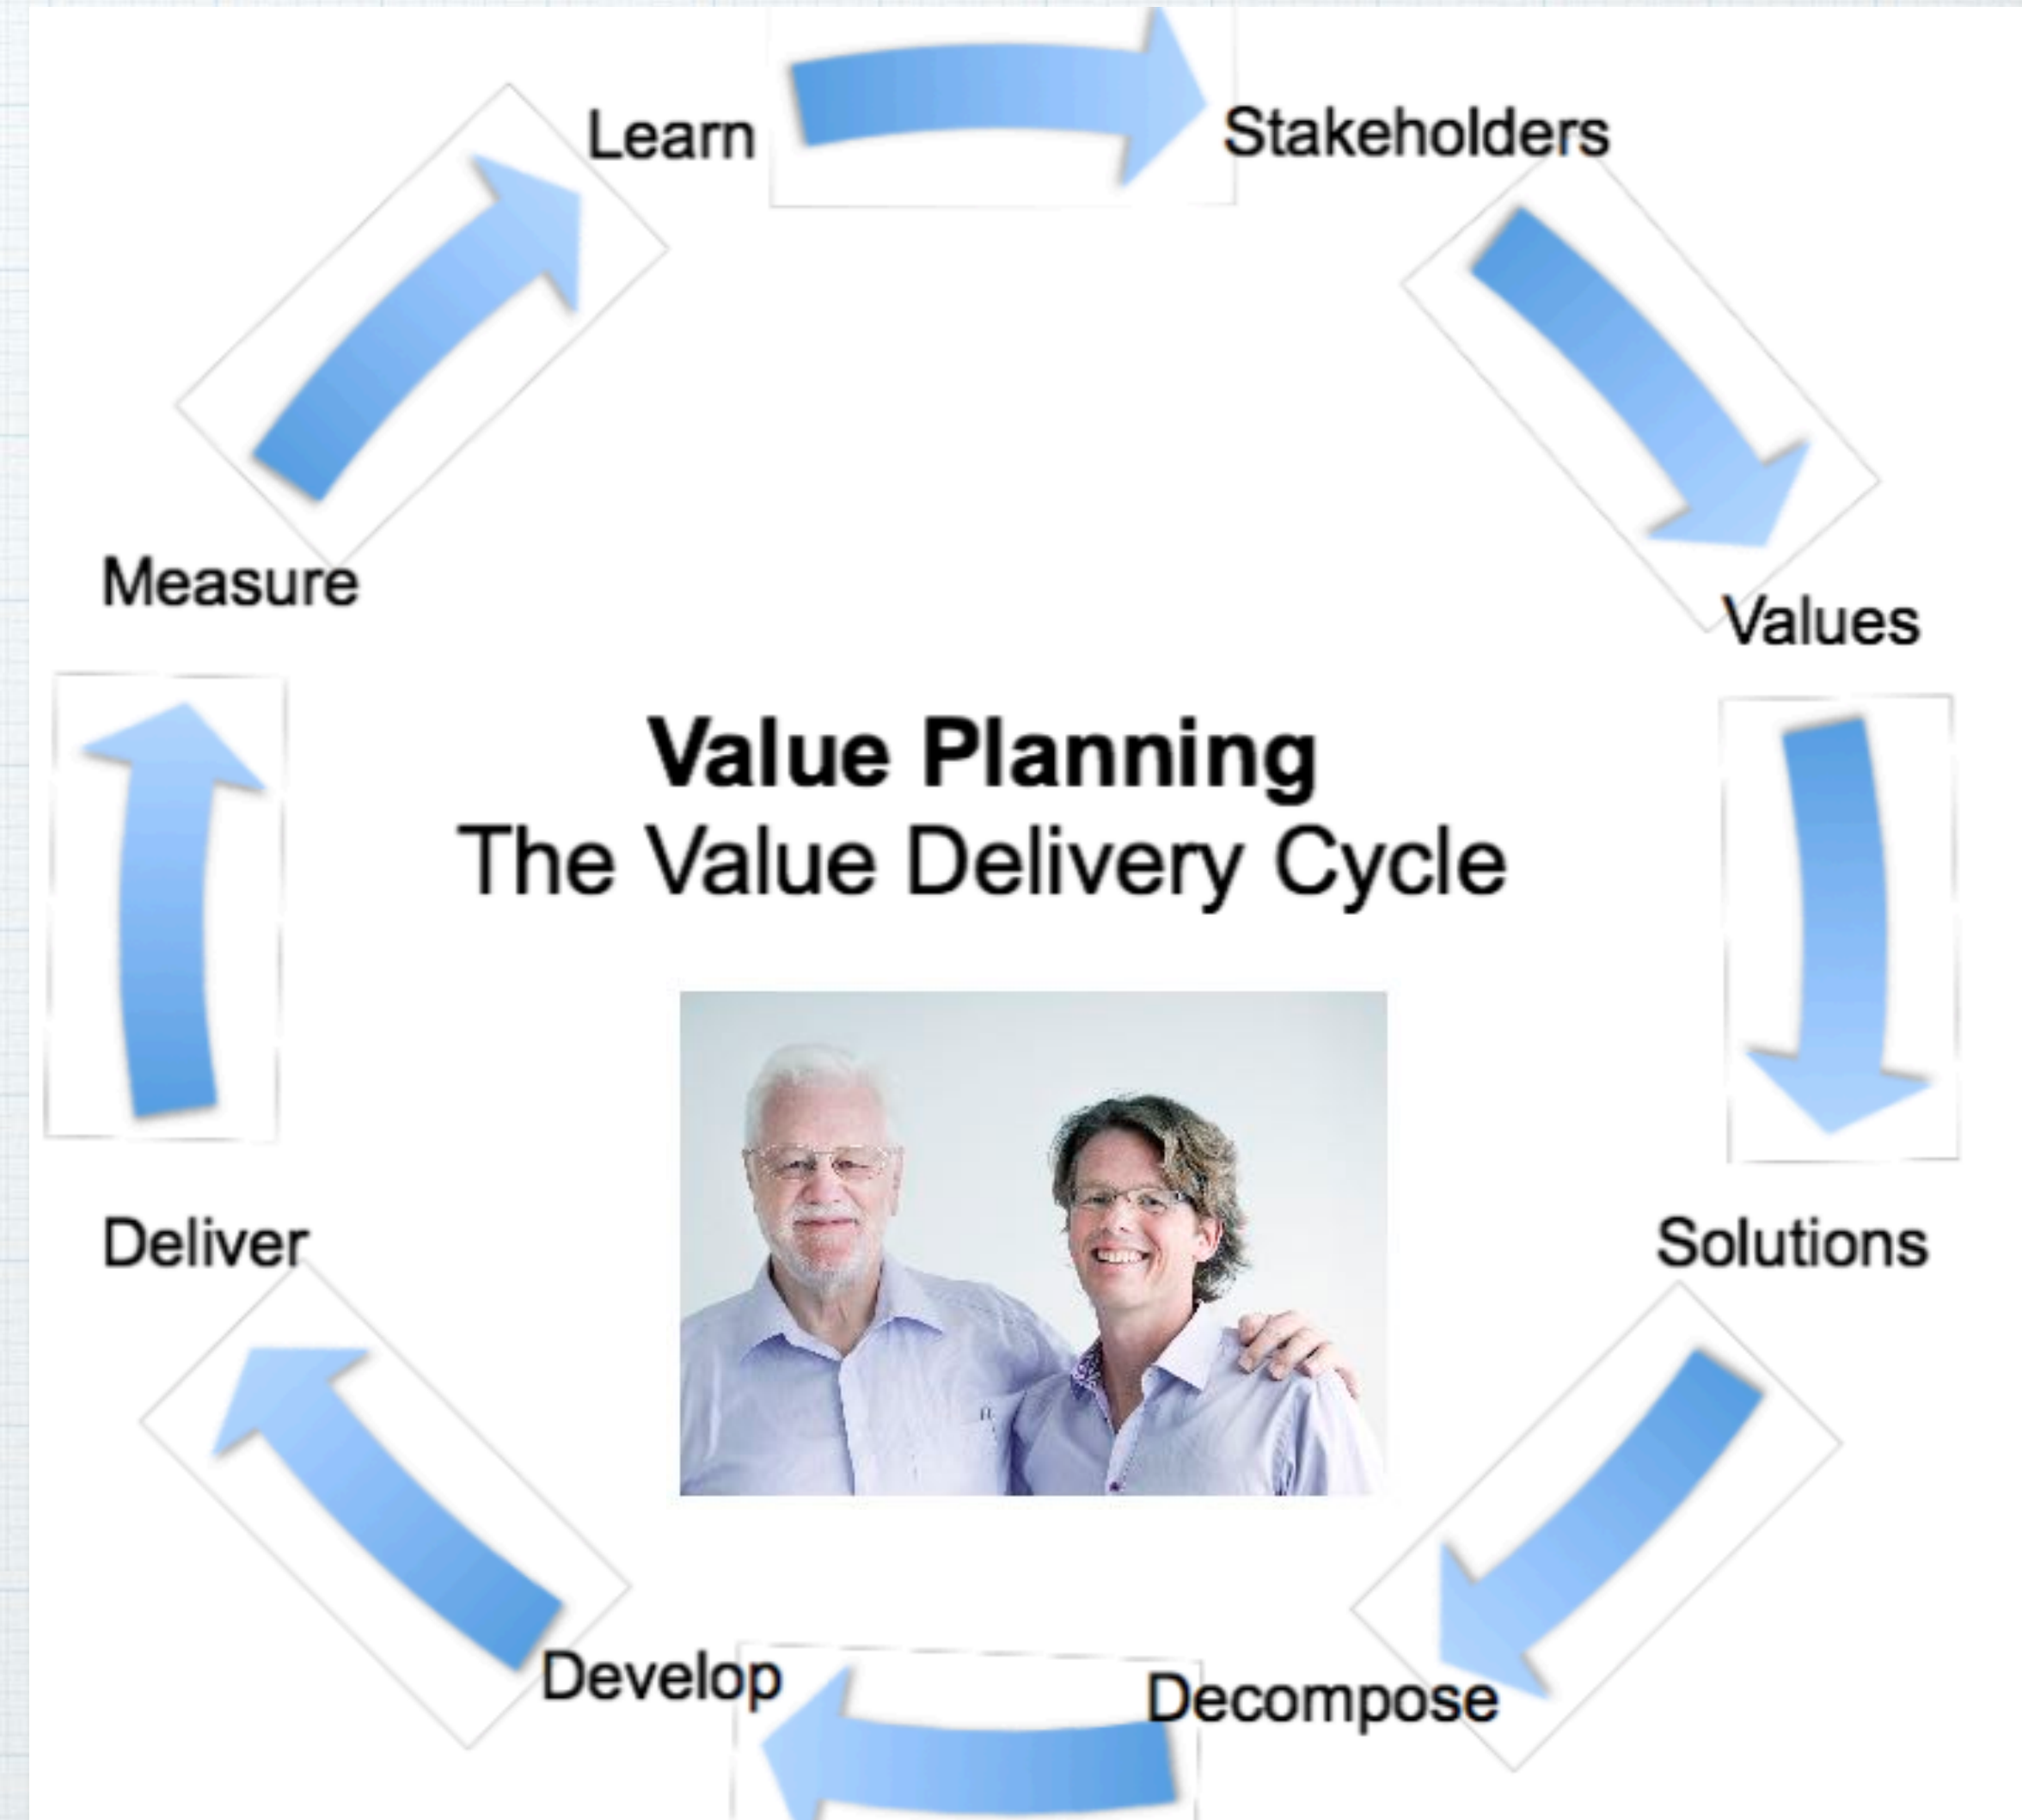 Learn
Stakeholders
Measure
Values
Value Planning
The Value Delivery Cycle
Deliver
Solutions
Develop
Decompose